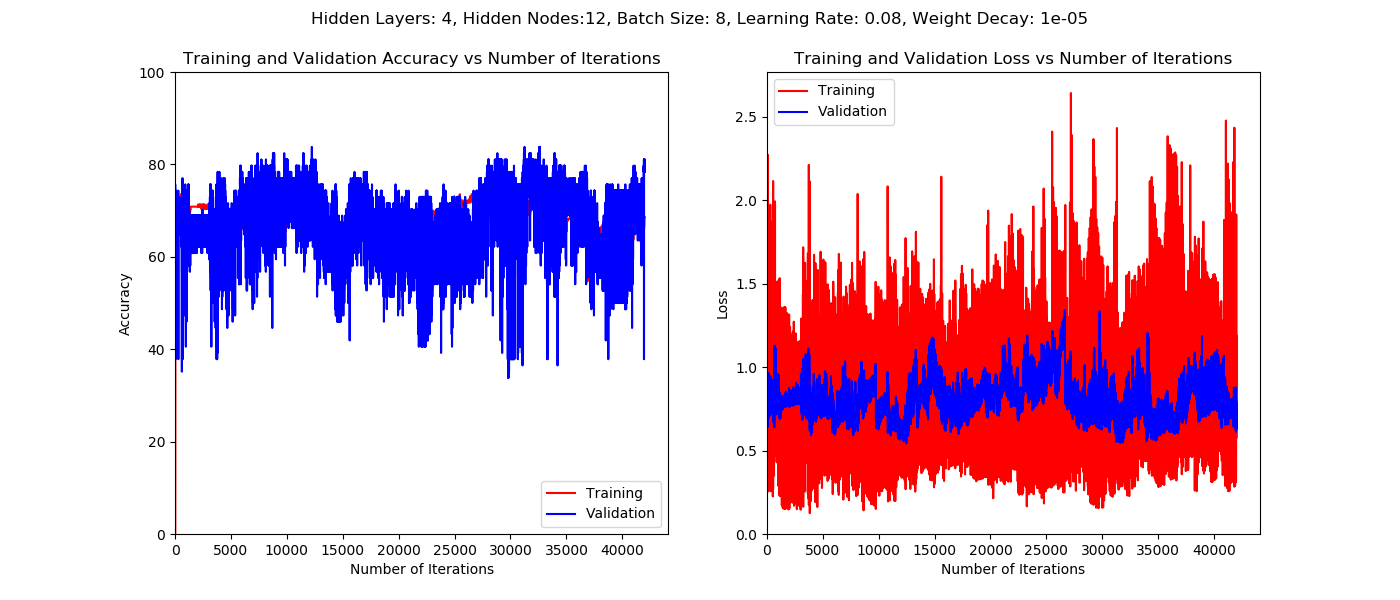 Hidden Layers: 4, Hidden Nodes:12, Batch Size: 8, Learning Rate: 0.08, Weight Decay: 1e-05
Training and Validation Accuracy vs Number of Iterations
100
80
60
40
20
0
Accuracy
0 5000 10000 15000 20000 25000 30000 35000 40000
Number of Iterations
Training
Validation
Training and Validation Loss vs Number of Iterations
Training
Validation
2.5
2.0
1.5
1.0
0.5
0.0
Loss
0 5000 10000 15000 20000 25000 30000 35000 40000
Number of Iterations